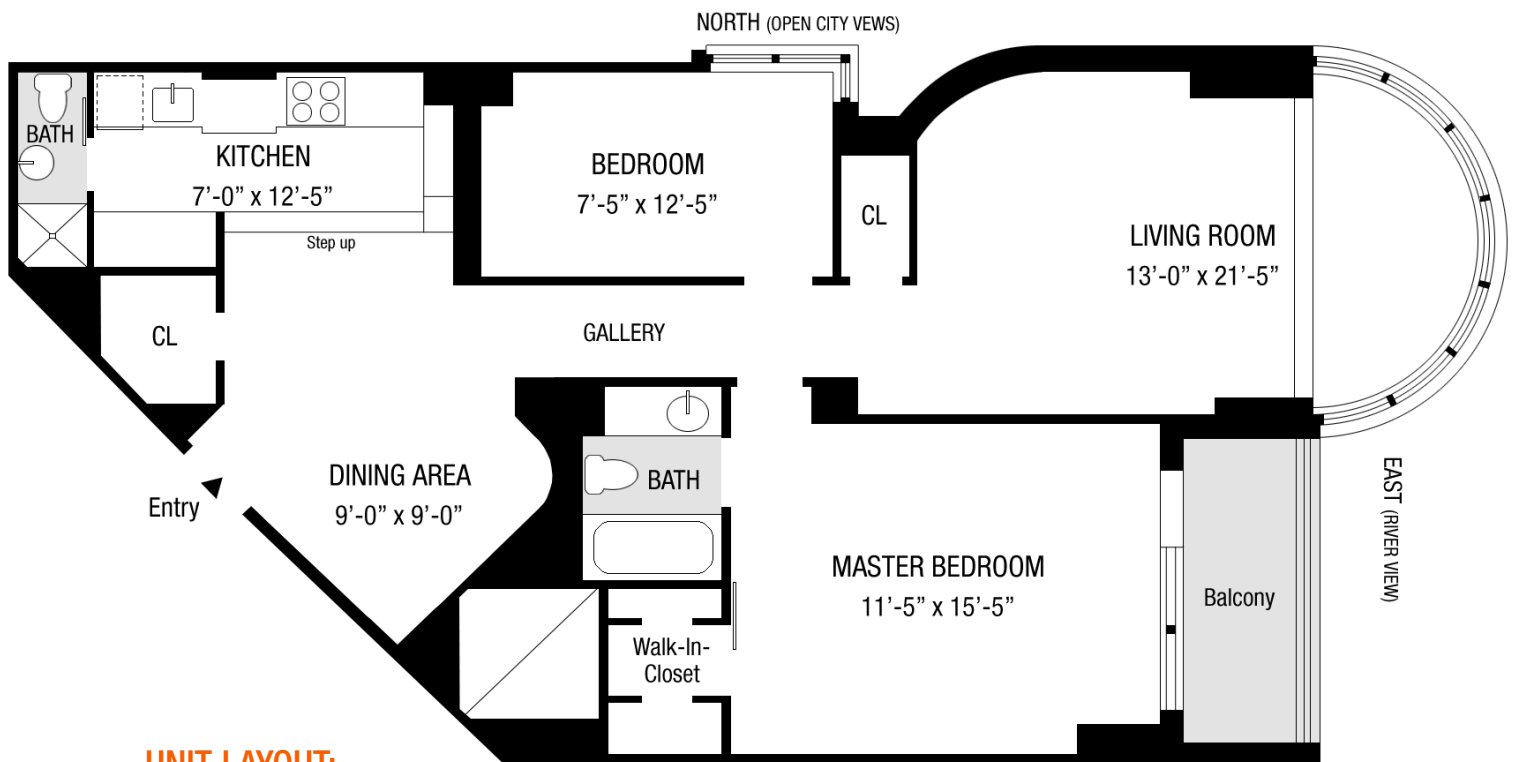 NORTH (OPEN CITY VEWS)
BATH
KITCHEN
7’-0” x 12’-5”
Step up
BEDROOM
7’-5” x 12’-5”
CL
LIVING ROOM
13’-0” x 21’-5”
CL
GALLERY
DINING AREA
9’-0” x 9’-0”
Entry
BATH
MASTER BEDROOM
11’-5” x 15’-5”
Walk-In-
Closet
Balcony
EAST (RIVER VIEW)
UNIT LAYOUT: